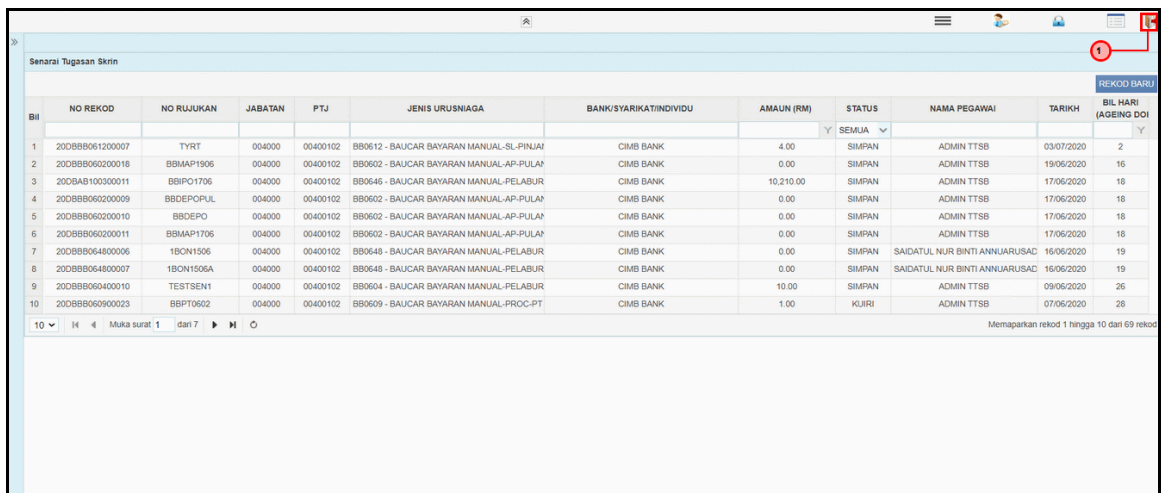 1
Senarai Tugasan Skrin
REKOD BARU
Bil NO REKOD NO RUJUKAN JABATAN PTJ JENIS URUSNIAGA BANK/SYARIKAT/INDIVIDU AMAUN (RM) STATUS NAMA PEGAWAI TARIKH BIL HARI (AGEING DOI
SEMUA
1 20DBBB061200007 TYRT 004000 00400102 BB0612 - BAUCAR BAYARAN MANUAL-SL-PINJAI CIMB BANK 4.00 SIMPAN ADMIN TTSB 03/07/2020 2
2 20DBBB060200018 BBMAP1906 004000 00400102 BB0602 - BAUCAR BAYARAN MANUAL-AP-PULAN CIMB BANK 0.00 SIMPAN ADMIN TTSB 19/06/2020 16
3 20DBAB100300011 BBIPO1706 004000 00400102 BB0646 - BAUCAR BAYARAN MANUAL-PELABUR CIMB BANK 10,210.00 SIMPAN ADMIN TTSB 17/06/2020 18
4 20DBBB060200009 BBDEPOPUL 004000 00400102 BB0602 - BAUCAR BAYARAN MANUAL-AP-PULAN CIMB BANK 0.00 SIMPAN ADMIN TTSB 17/06/2020 18
5 20DBBB060200010 BBDEPO 004000 00400102 BB0602 - BAUCAR BAYARAN MANUAL-AP-PULAN CIMB BANK 0.00 SIMPAN ADMIN TTSB 17/06/2020 18
6 20DBBB060200011 BBMAP1706 004000 00400102 BB0602 - BAUCAR BAYARAN MANUAL-AP-PULAN CIMB BANK 0.00 SIMPAN ADMIN TTSB 17/06/2020 18
7 20DBBB064800006 1BON1506 004000 00400102 BB0648 - BAUCAR BAYARAN MANUAL-PELABUR CIMB BANK 0.00 SIMPAN SAIDATUL NUR BINTI ANNUARUSAD 16/06/2020 19
8 20DBBB064800007 1BON1506A 004000 00400102 BB0648 - BAUCAR BAYARAN MANUAL-PELABUR CIMB BANK 0.00 SIMPAN SAIDATUL NUR BINTI ANNUARUSAD 16/06/2020 19
9 20DBBB060400010 TESTSEN1 004000 00400102 BB0604 - BAUCAR BAYARAN MANUAL-PELABUR CIMB BANK 10.00 SIMPAN ADMIN TTSB 09/06/2020 26
10 20DBBB060900023 BBPT0602 004000 00400102 BB0609 - BAUCAR BAYARAN MANUAL-PROC-PT CIMB BANK 1.00 KUIRI ADMIN TTSB 07/06/2020 28
10 Muka surat 1 dari 7 Memaparkan rekod 1 hingga 10 dari 69 rekod